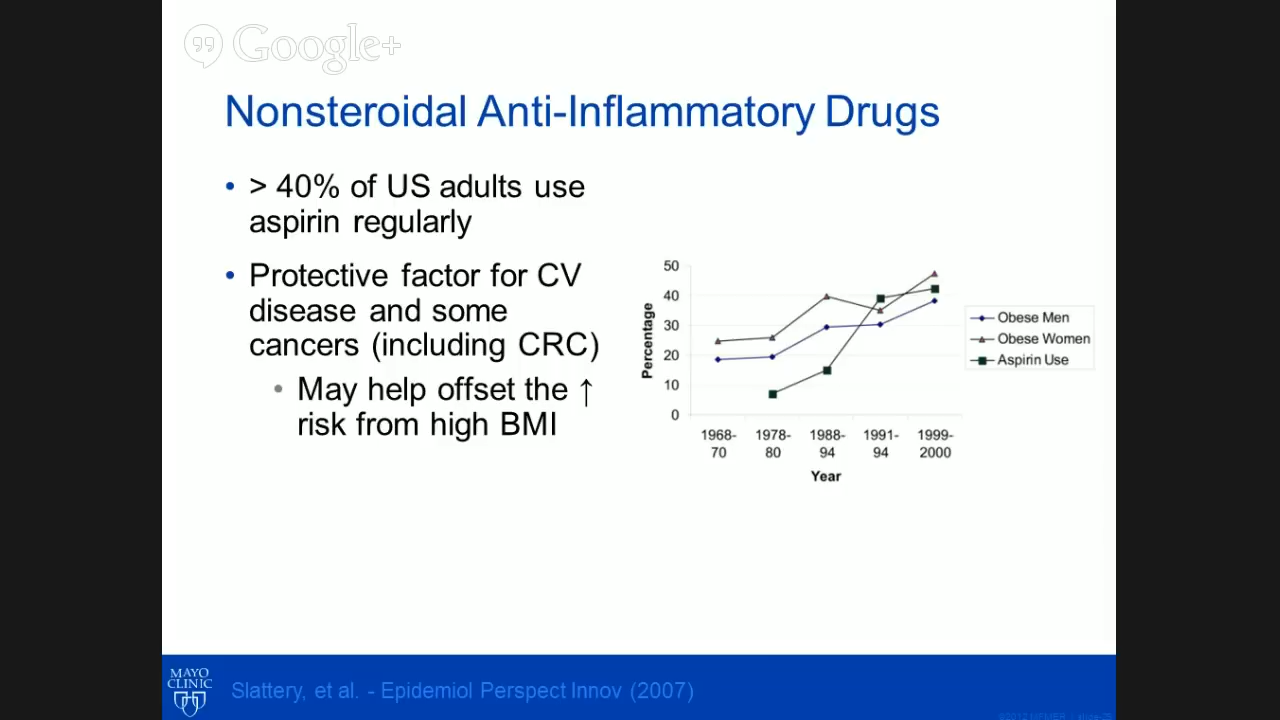 Google+
Nonsteroidal Anti-Inflammatory Drugs
• > 40% of US adults use
aspirin regularly
• Protective factor for CV
disease and some
cancers (including CRC)
• May help offset the ↑
risk from high BMI
50
40
30
20
10
0
Percentage
1968-70
1978-80
1988-94
1991-94
1999-2000
Year
Obese Men
Obese Women
Aspirin Use
MAYO
CLINIC
Slattery, et al. - Epidemiol Perspect Innov (2007)